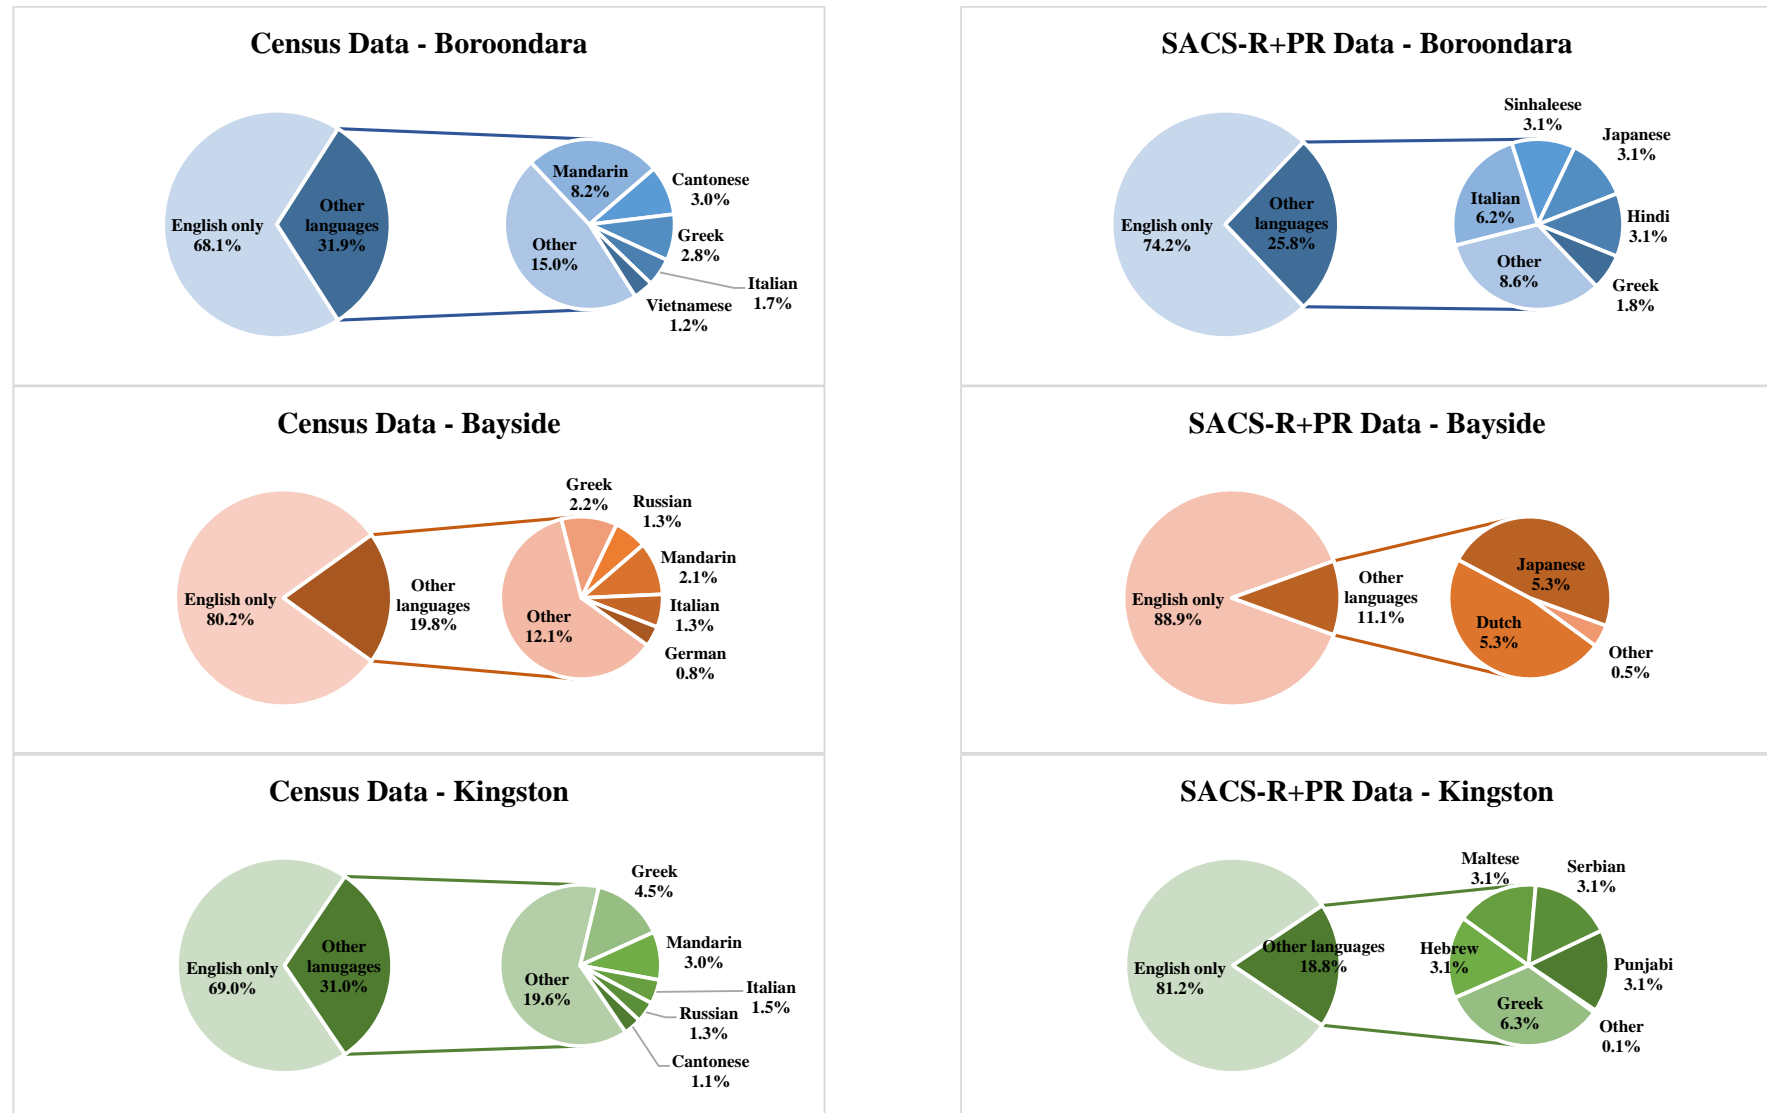 Census Data - Boroondara
English only
68.1%
Other
languages
31.9%
Mandarin
8.2%
Cantonese
3.0%
Greek
2.8%
Italian
1.7%
Vietnamese
1.2%
Other
15.0%
SACS-R+PR Data - Boroondara
English only
74.2%
Other
languages
25.8%
Sinhaleese
3.1%
Japanese
3.1%
Hindi
3.1%
Greek
1.8%
Other
8.6%
Italian
6.2%
Census Data - Bayside
English only
80.2%
Other
languages
19.8%
Greek
2.2%
Russian
1.3%
Mandarin
2.1%
Italian
1.3%
German
0.8%
Other
12.1%
SACS-R+PR Data - Bayside
English only
88.9%
Other
languages
11.1%
Japanese
5.3%
Dutch
5.3%
Other
0.5%
Census Data - Kingston
English only
69.0%
Other
lanugages
31.0%
Greek
4.5%
Mandarin
3.0%
Italian
1.5%
Russian
1.3%
Cantonese
1.1%
Other
19.6%
SACS-R+PR Data - Kingston
English only
81.2%
Other languages
18.8%
Maltese
3.1%
Serbian
3.1%
Hebrew
3.1%
Punjabi
3.1%
Greek
6.3%
Other
0.1%